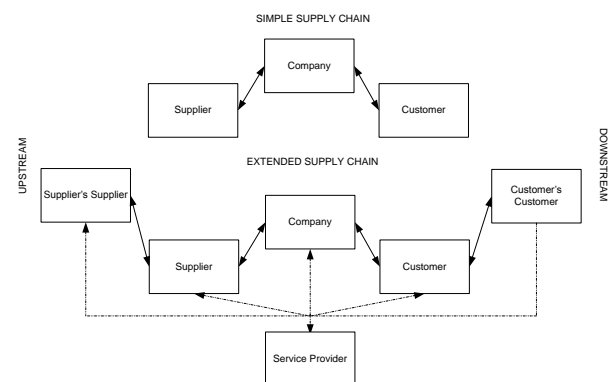 SIMPLE SUPPLY CHAIN
Company
Supplier
Customer
UPSTREAM
DOWNSTREAM
EXTENDED SUPPLY CHAIN
Supplier's Supplier
Customer's
Customer
Company
Supplier
Customer
Service Provider